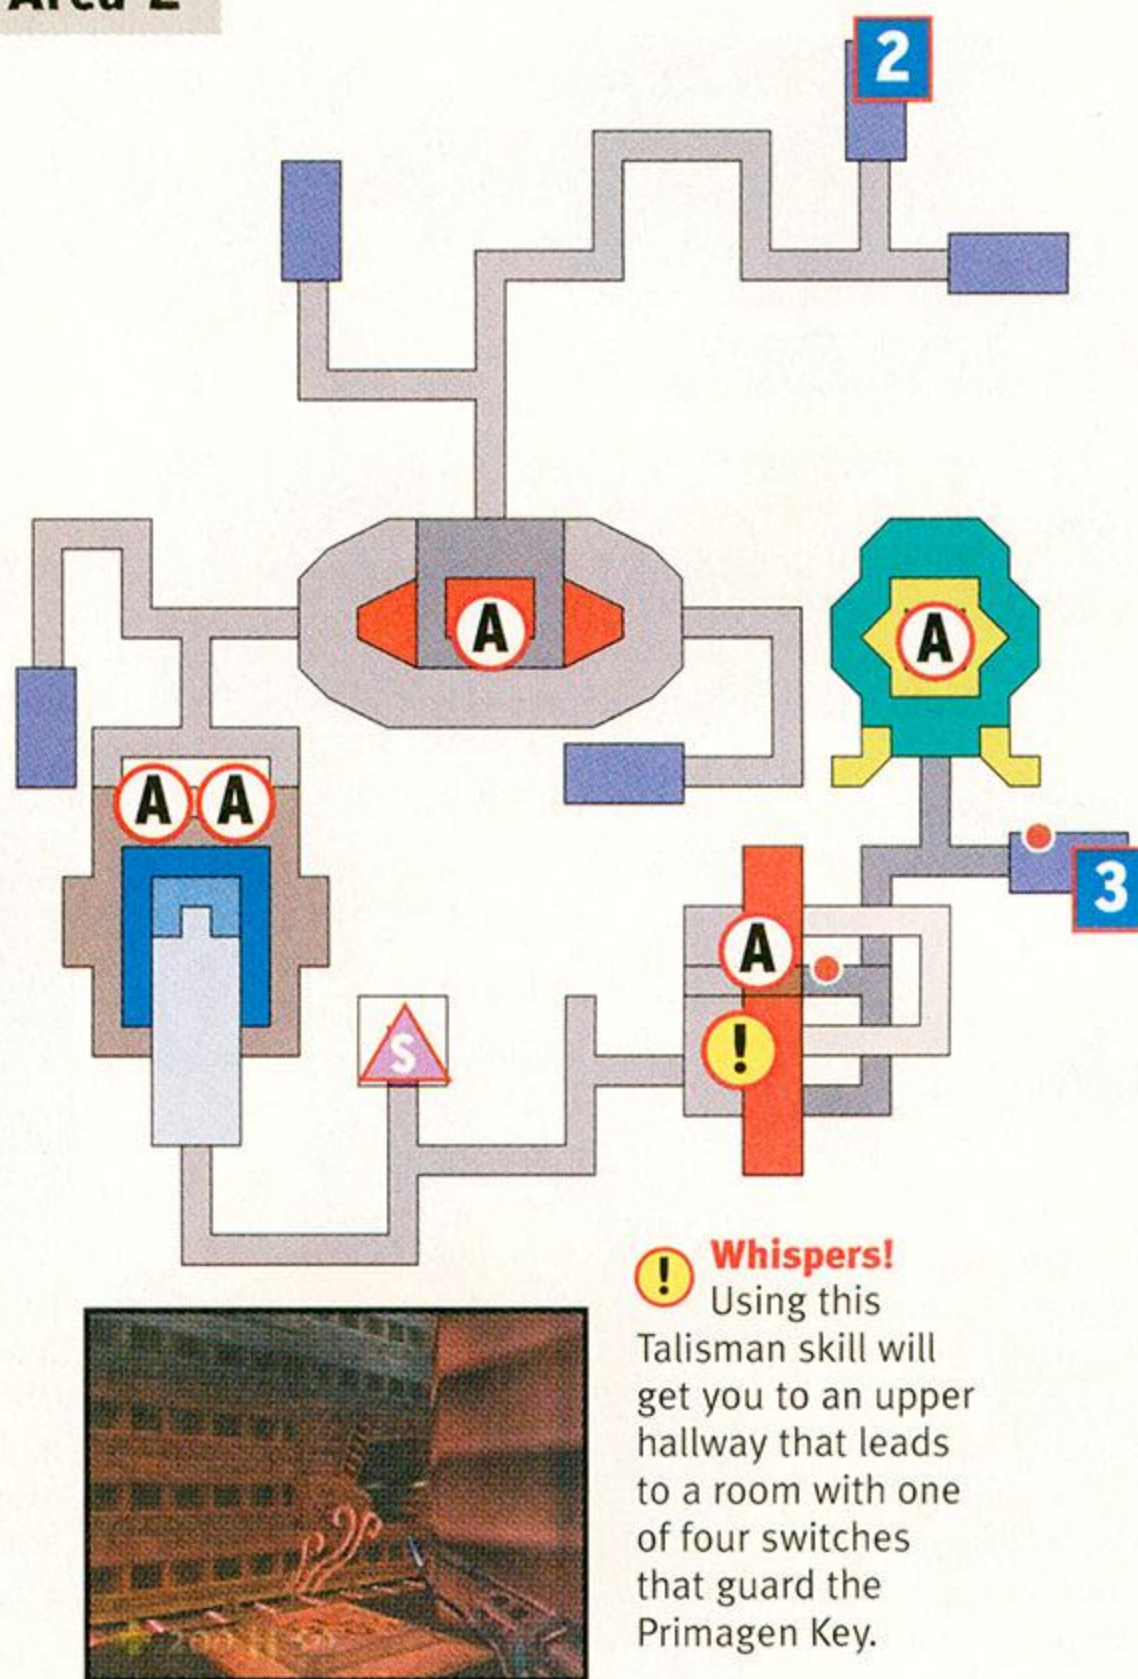 Area 2
2
A
A
A
A
3
A
S
!
! Whispers!
Using this
Talisman skill will
get you to an upper
hallway that leads
to a room with one
of four switches
that guard the
Primagen Key.